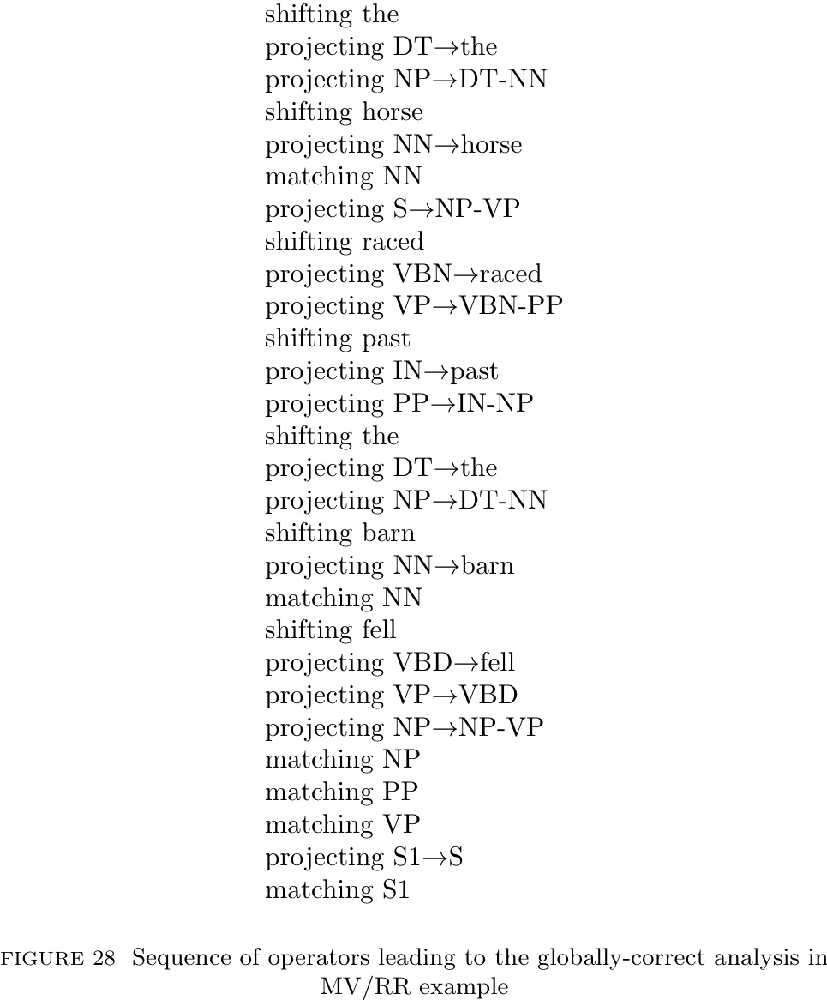 shifting the
projecting DT→the
projecting NP→DT-NN
shifting horse
projecting NN→horse
matching NN
projecting S→NP-VP
shifting raced
projecting VBN→raced
projecting VP→VBN-PP
shifting past
projecting IN→past
projecting PP→IN-NP
shifting the
projecting DT→the
projecting NP→DT-NN
shifting barn
projecting NN→barn
matching NN
shifting fell
projecting VBD→fell
projecting VP→VBD
projecting NP→NP-VP
matching NP
matching PP
matching VP
projecting S1→S
matching S1
FIGURE 28 Sequence of operators leading to the globally-correct analysis in
MV/RR example